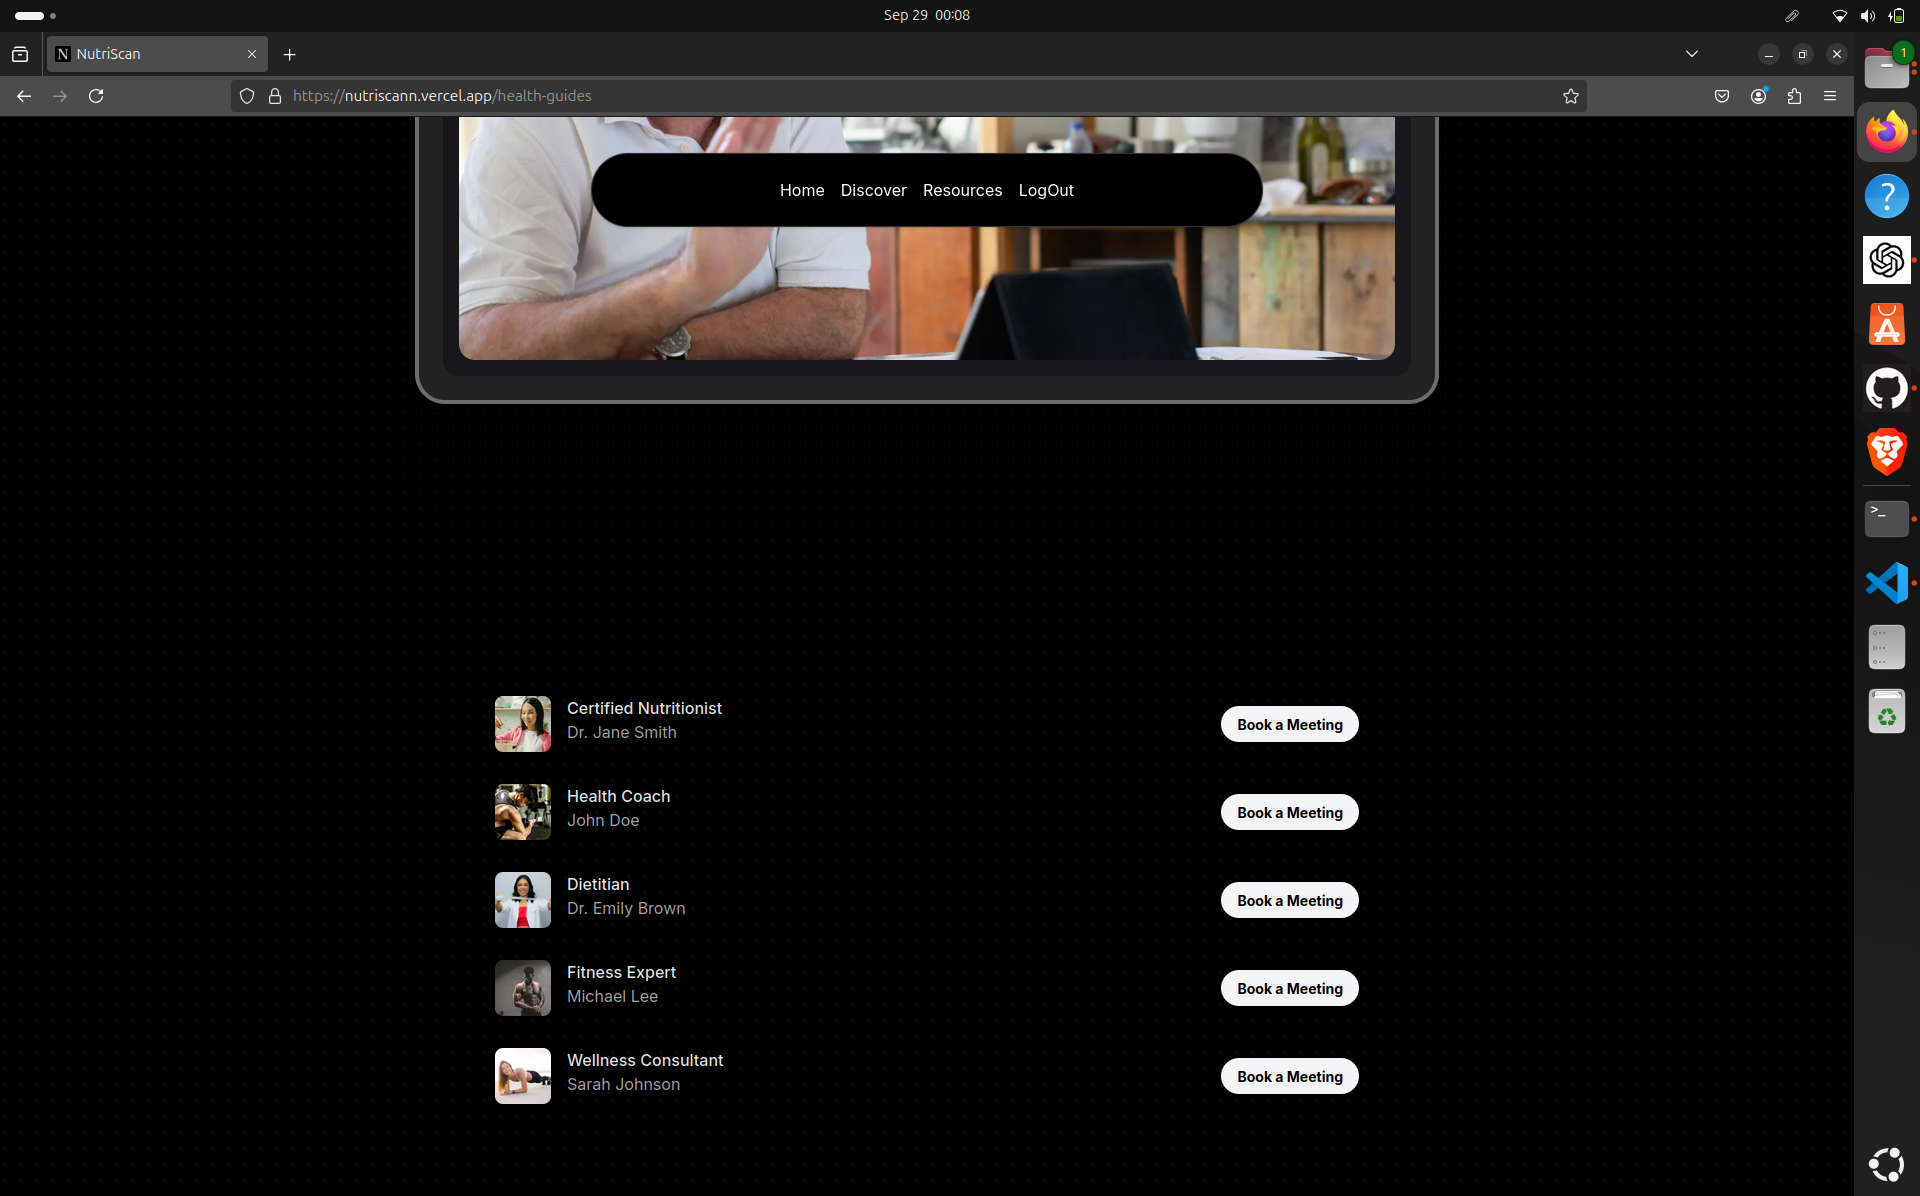 Sep 29 00:08
N NutriScan
https://nutriscann.vercel.app/health-guides
1
Home Discover Resources LogOut
Certified Nutritionist
Dr. Jane Smith
Book a Meeting
Health Coach
John Doe
Book a Meeting
Dietitian
Dr. Emily Brown
Book a Meeting
Fitness Expert
Michael Lee
Book a Meeting
Wellness Consultant
Sarah Johnson
Book a Meeting